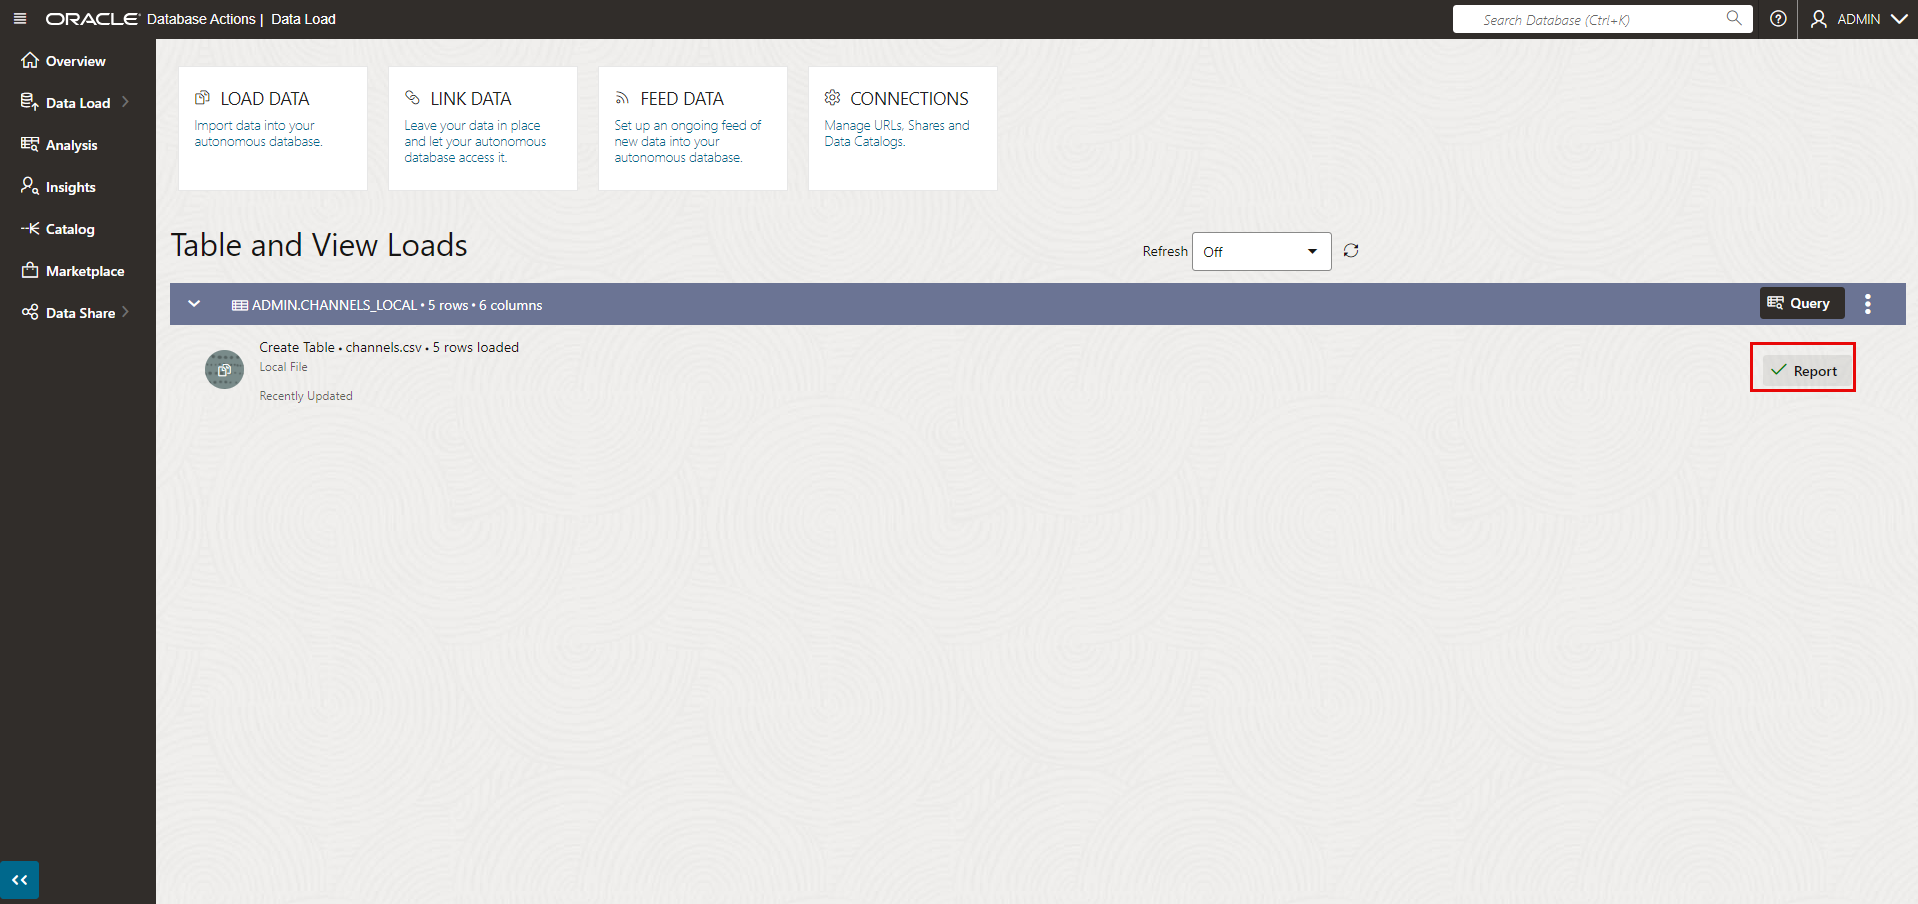 ORACLE Database Actions | Data Load
Search Database (Ctrl+K)
ADMIN
Overview
Data Load
Analysis
Insights
Catalog
Marketplace
Data Share
LOAD DATA
Import data into your
autonomous database.
LINK DATA
Leave your data in place
and let your autonomous
database access it.
FEED DATA
Set up an ongoing feed of
new data into your
autonomous database.
CONNECTIONS
Manage URLs, Shares and
Data Catalogs.
Table and View Loads
Refresh Off
ADMIN.CHANNELS_LOCAL • 5 rows • 6 columns
Query
Create Table • channels.csv • 5 rows loaded
Local File
Recently Updated
Report